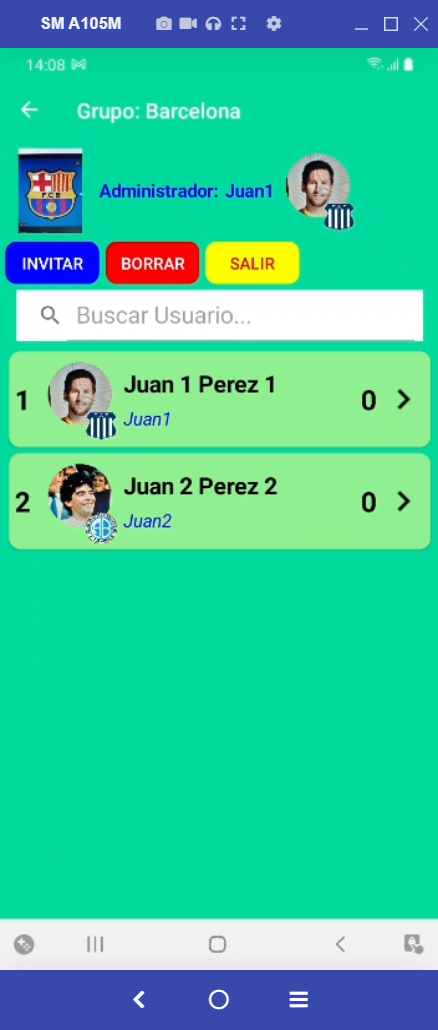 SM A105M
14:08
Grupo: Barcelona
FCB
Administrador: Juan1
INVITAR BORRAR SALIR
Buscar Usuario...
1 Juan 1 Perez 1 0
Juan1
2 Juan 2 Perez 2 0
Juan2